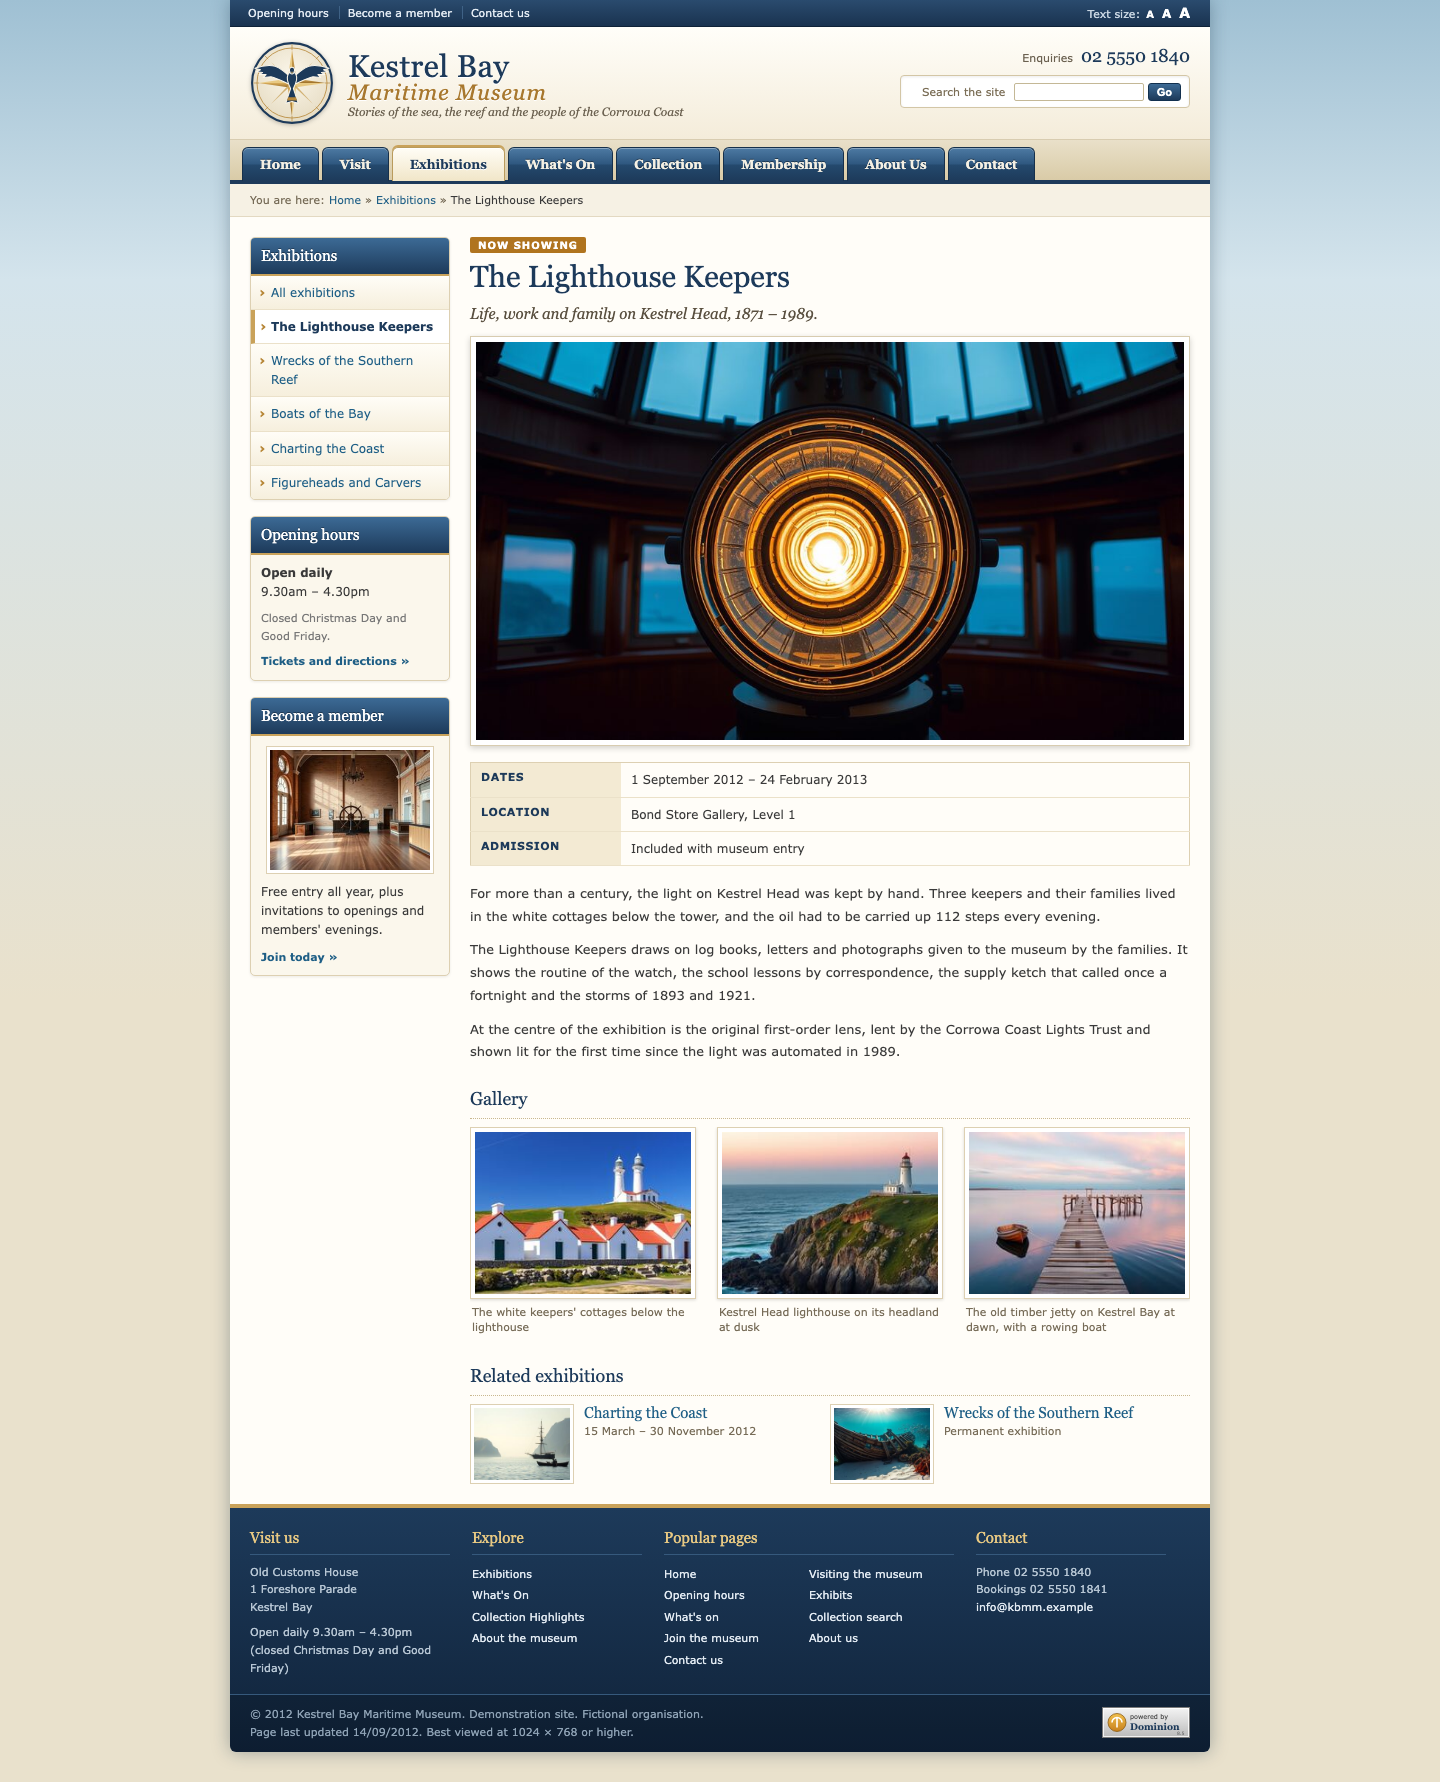 Opening hours
Become a member
Contact us
Text size: A A A
Kestrel Bay
Maritime Museum
Stories of the sea, the reef and the people of the Corrowa Coast
Enquiries 02 5550 1840
Search the site
Go
Home
Visit
Exhibitions
What's On
Collection
Membership
About Us
Contact
You are here: Home » Exhibitions » The Lighthouse Keepers
Exhibitions
› All exhibitions
› The Lighthouse Keepers
› Wrecks of the Southern
Reef
› Boats of the Bay
› Charting the Coast
› Figureheads and Carvers
Opening hours
Open daily
9.30am – 4.30pm
Closed Christmas Day and
Good Friday.
Tickets and directions »
Become a member
Free entry all year, plus
invitations to openings and
members' evenings.
Join today »
NOW SHOWING
The Lighthouse Keepers
Life, work and family on Kestrel Head, 1871 – 1989.
DATES 1 September 2012 – 24 February 2013
LOCATION Bond Store Gallery, Level 1
ADMISSION Included with museum entry
For more than a century, the light on Kestrel Head was kept by hand. Three keepers and their families lived
in the white cottages below the tower, and the oil had to be carried up 112 steps every evening.
The Lighthouse Keepers draws on log books, letters and photographs given to the museum by the families. It
shows the routine of the watch, the school lessons by correspondence, the supply ketch that called once a
fortnight and the storms of 1893 and 1921.
At the centre of the exhibition is the original first-order lens, lent by the Corrowa Coast Lights Trust and
shown lit for the first time since the light was automated in 1989.
Gallery
The white keepers' cottages below the
lighthouse
Kestrel Head lighthouse on its headland
at dusk
The old timber jetty on Kestrel Bay at
dawn, with a rowing boat
Related exhibitions
Charting the Coast
15 March – 30 November 2012
Wrecks of the Southern Reef
Permanent exhibition
Visit us
Old Customs House
1 Foreshore Parade
Kestrel Bay
Open daily 9.30am – 4.30pm
(closed Christmas Day and Good
Friday)
Explore
Exhibitions
What's On
Collection Highlights
About the museum
Popular pages
Home
Opening hours
What's on
Join the museum
Contact us
Visiting the museum
Exhibits
Collection search
About us
Contact
Phone 02 5550 1840
Bookings 02 5550 1841
info@kbmm.example
© 2012 Kestrel Bay Maritime Museum. Demonstration site. Fictional organisation.
Page last updated 14/09/2012. Best viewed at 1024 × 768 or higher.
powered by
Dominion